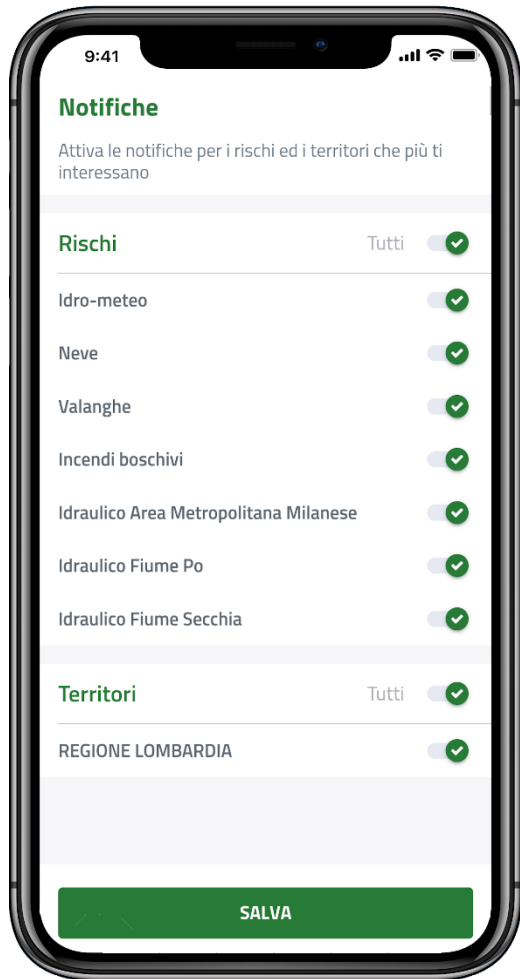 9:41
Notifiche
Attiva le notifiche per i rischi ed i territori che più ti
interessano
Rischi Tutti
Idro-meteo
Neve
Valanghe
Incendi boschivi
Idraulico Area Metropolitana Milanese
Idraulico Fiume Po
Idraulico Fiume Secchia
Territori Tutti
REGIONE LOMBARDIA
SALVA